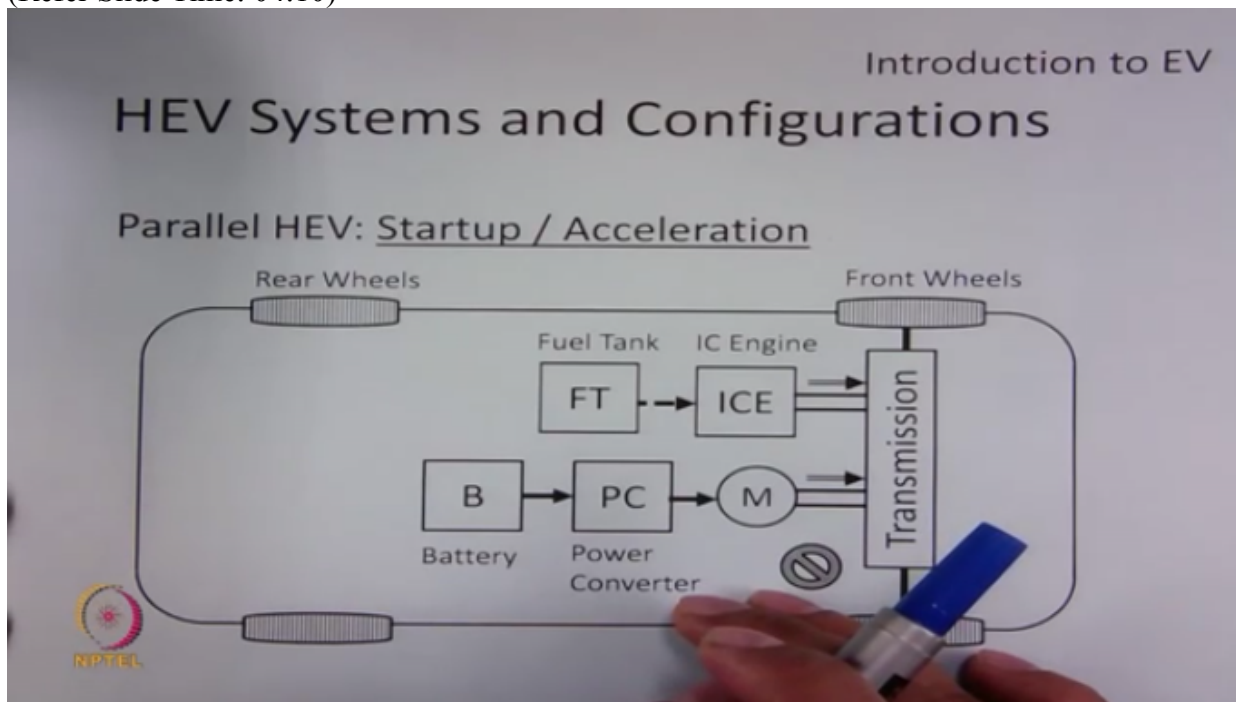 Introduction to EV
HEV Systems and Configurations
Parallel HEV: Startup / Acceleration
Rear Wheels
Front Wheels
Fuel Tank
IC Engine
FT
ICE
Transmission
B
PC
M
Battery
Power
Converter
NPTEL